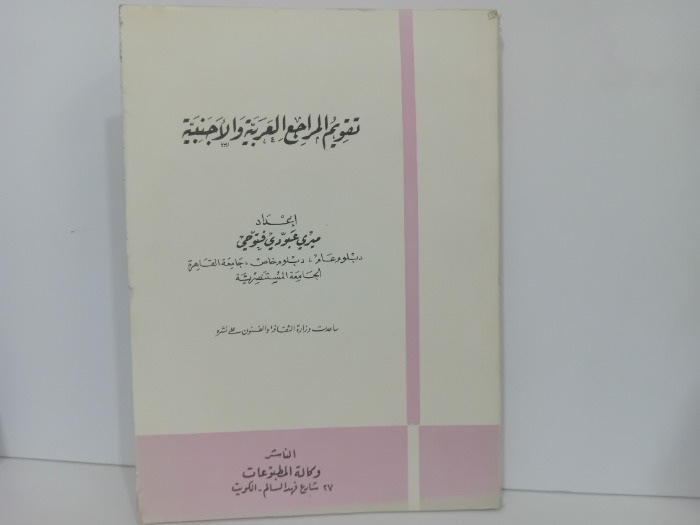 تقويم المراجع العربية والأجنبية
إعداد
ميري عبودي فتوحي
دبلوم عام، دبلوم خاص، جامعة القاهرة
الجامعة المستنصرية
ساعدت وزارة الثقافة والفنون على نشره
الناشر
وكالة المطبوعات
٢٧ شارع فهد السالم - الكويت